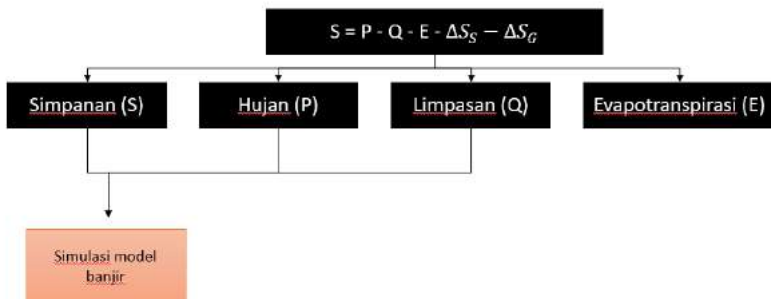 S = P - Q - E - ΔS_S − ΔS_G
Simpanan (S)
Hujan (P)
Limpasan (Q)
Evapotranspirasi (E)
Simulasi model
banjir